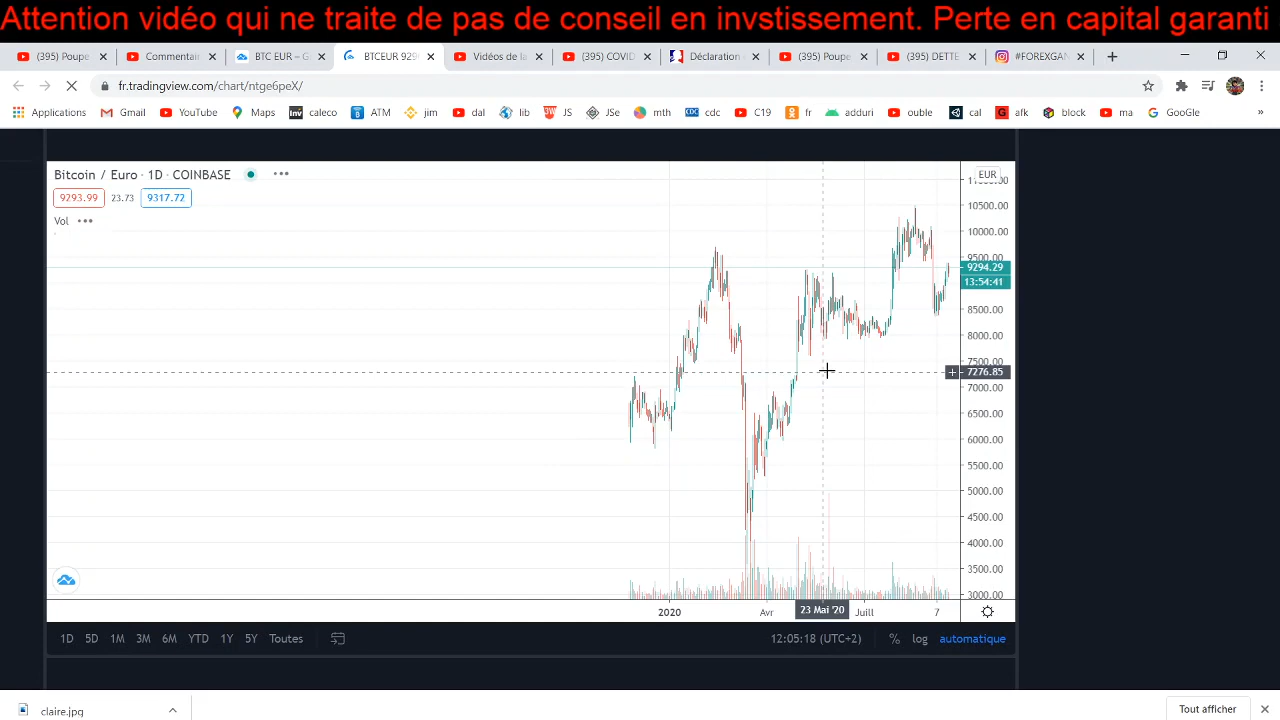 Attention vidéo qui ne traite de pas de conseil en invstissement. Perte en capital garanti
(395) Poup
Commentair
BTC EUR – G
BTCEUR 929
Vidéos de la
(395) COVID
Déclaration
(395) Poupe
(395) DETTE
#FOREXGAN
fr.tradingview.com/chart/ntge6peX/
Applications Gmail YouTube Maps caleco ATM jim dal lib JS JSe mth cdc C19 fr adduri ouble cal afk block ma GooGle »
Bitcoin / Euro · 1D · COINBASE
9293.99 23.73 9317.72
Vol
EUR
10500.00
10000.00
9500.00
9294.29
13:54:41
8500.00
8000.00
7500.00
7276.85
7000.00
6500.00
6000.00
5500.00
5000.00
4500.00
4000.00
3500.00
3000.00
2020 Avr 23 Mai '20 Juill 7
1D 5D 1M 3M 6M YTD 1Y 5Y Toutes 12:05:18 (UTC+2) % log automatique
claire.jpg Tout afficher